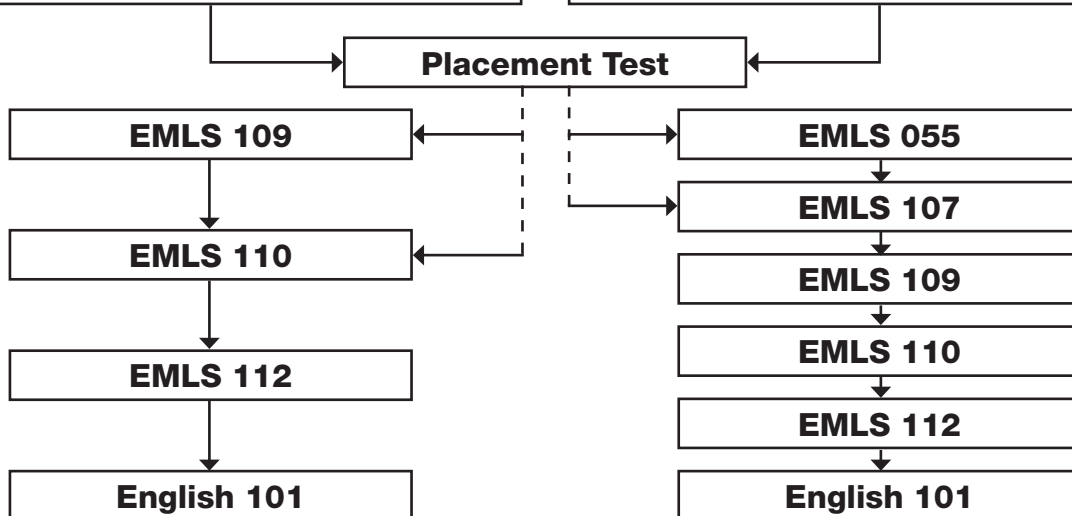 Placement Test
EMLS 109
EMLS 110
EMLS 112
English 101
EMLS 055
EMLS 107
EMLS 109
EMLS 110
EMLS 112
English 101